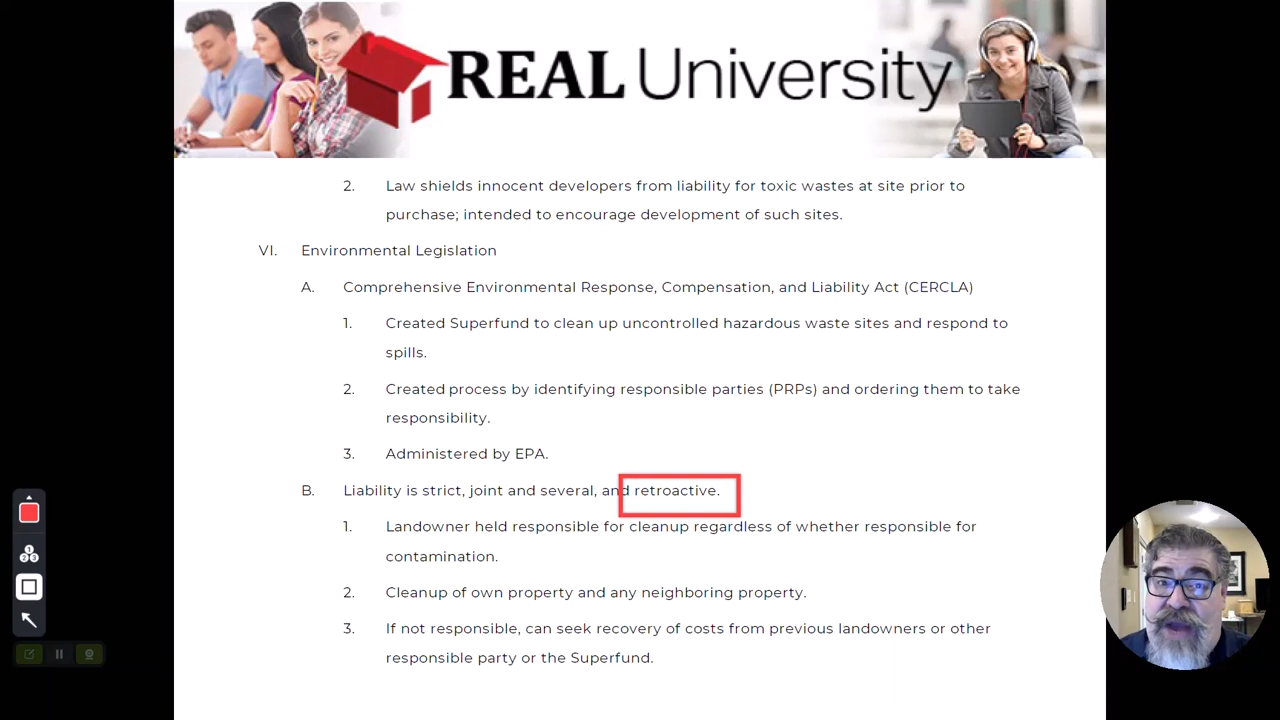 REAL University
2. Law shields innocent developers from liability for toxic wastes at site prior to
purchase; intended to encourage development of such sites.
VI. Environmental Legislation
A. Comprehensive Environmental Response, Compensation, and Liability Act (CERCLA)
1. Created Superfund to clean up uncontrolled hazardous waste sites and respond to
spills.
2. Created process by identifying responsible parties (PRPs) and ordering them to take
responsibility.
3. Administered by EPA.
B. Liability is strict, joint and several, and retroactive.
1. Landowner held responsible for cleanup regardless of whether responsible for
contamination.
2. Cleanup of own property and any neighboring property.
3. If not responsible, can seek recovery of costs from previous landowners or other
responsible party or the Superfund.